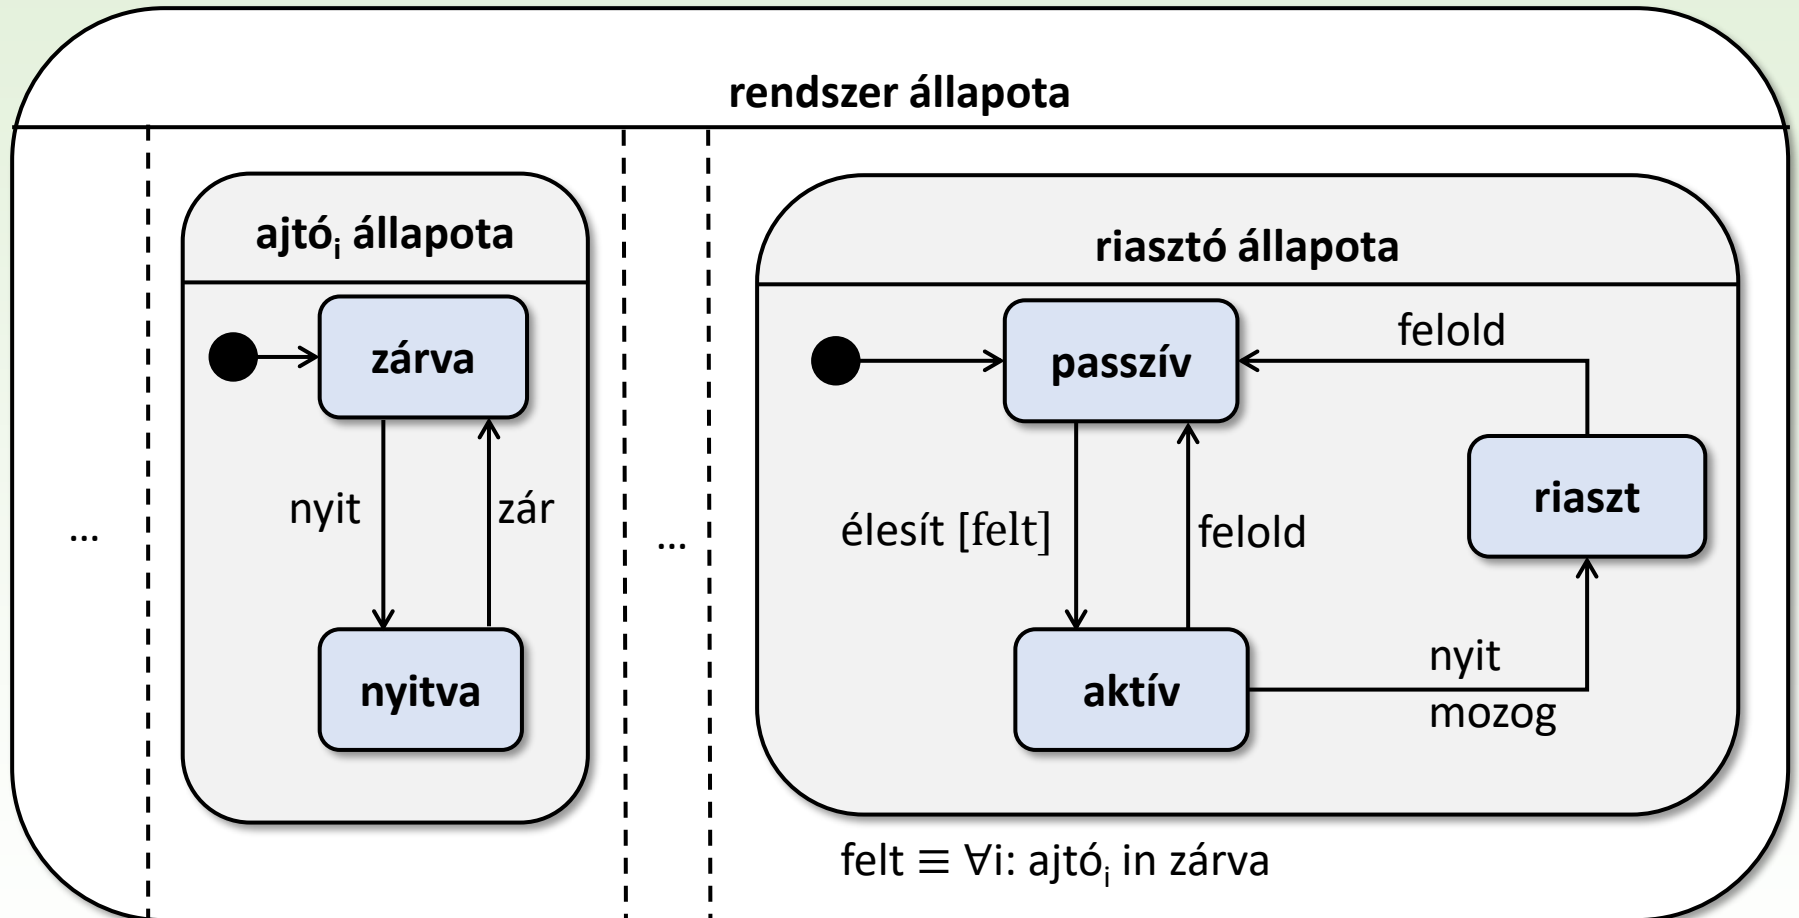 rendszer állapota
...
ajtóᵢ állapota
zárva
nyit
zár
nyitva
...
riasztó állapota
passzív
felold
riaszt
élesít [felt]
felold
aktív
nyit
mozog
felt ≡ ∀i: ajtóᵢ in zárva